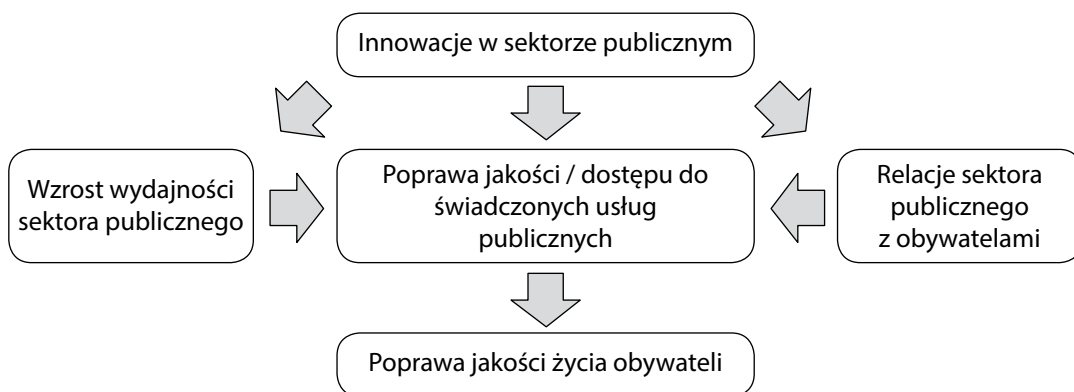 Innowacje w sektorze publicznym
Wzrost wydajności
sektora publicznego
Poprawa jakości / dostępu do
świadczonych usług
publicznych
Relacje sektora
publicznego
z obywatelami
Poprawa jakości życia obywateli